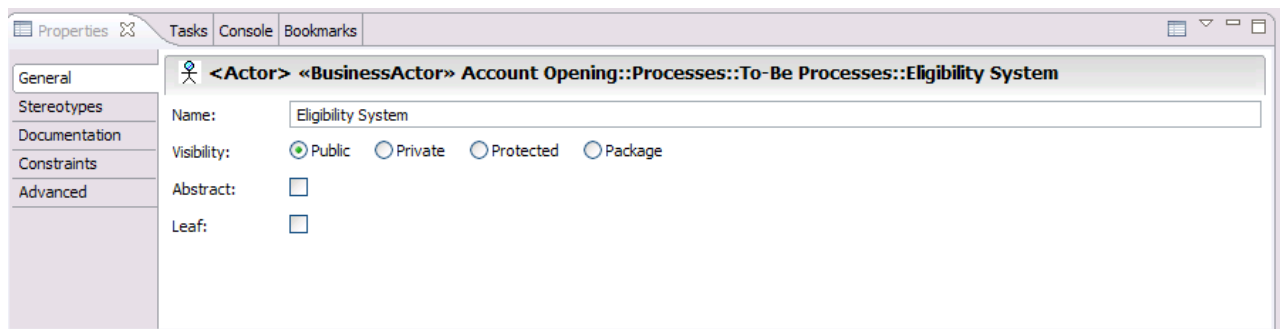 Properties Tasks Console Bookmarks
<Actor> «BusinessActor» Account Opening::Processes::To-Be Processes::Eligibility System
General
Stereotypes
Documentation
Constraints
Advanced
Name: Eligibility System
Visibility: Public Private Protected Package
Abstract:
Leaf: